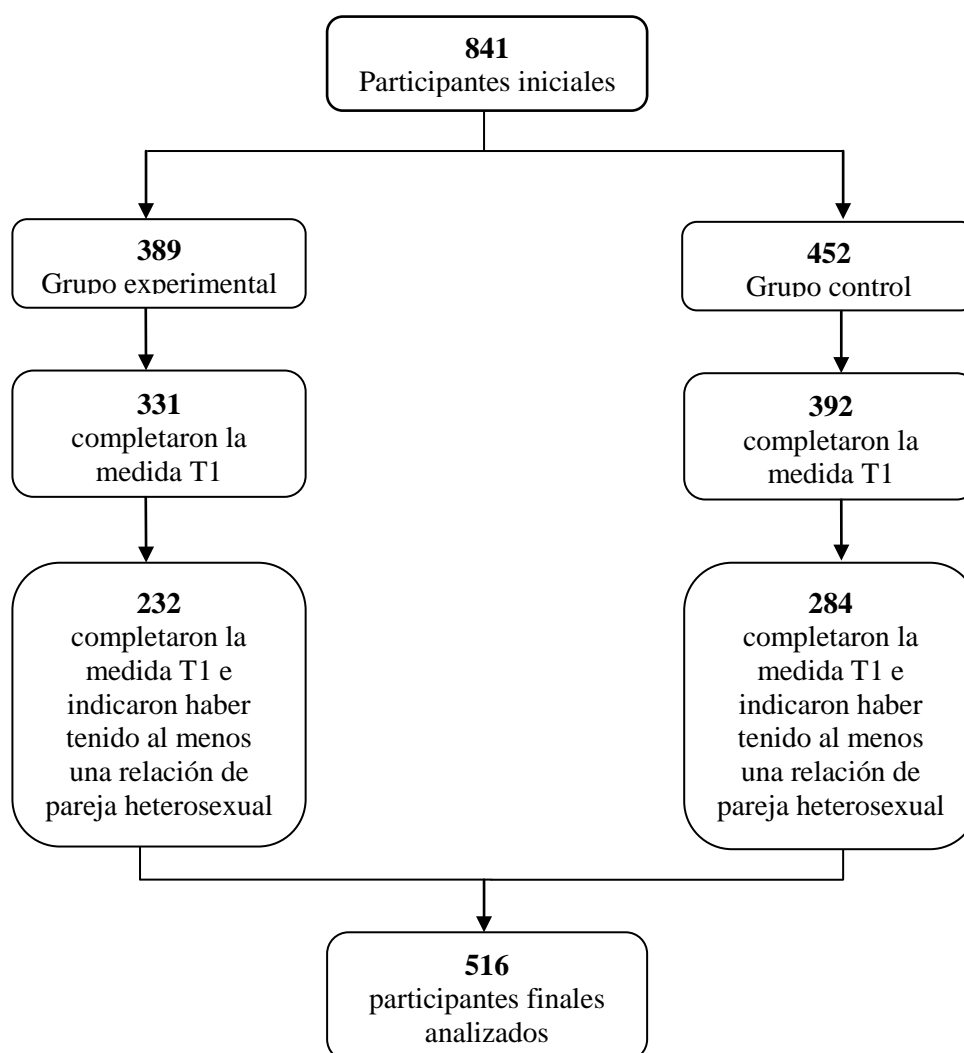 841
Participantes iniciales
389
Grupo experimental
452
Grupo control
331
completaron la
medida T1
392
completaron la
medida T1
232
completaron la
medida T1 e
indicaron haber
tenido al menos
una relación de
pareja heterosexual
284
completaron la
medida T1 e
indicaron haber
tenido al menos
una relación de
pareja heterosexual
516
participantes finales
analizados